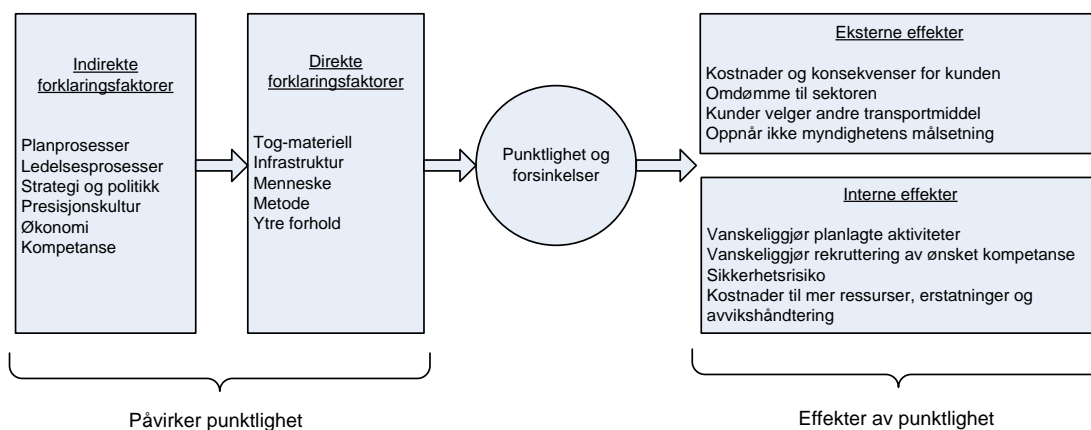 Indirekte
forklaringsfaktorer
Planprosesser
Ledelsesprosesser
Strategi og politikk
Presisjonskultur
Økonomi
Kompetanse
Direkte
forklaringsfaktorer
Tog-materiell
Infrastruktur
Menneske
Metode
Ytre forhold
Punktlighet og
forsinkelser
Eksterne effekter
Kostnader og konsekvenser for kunden
Omdømme til sektoren
Kunder velger andre transportmiddel
Oppnår ikke myndighetens målsetning
Interne effekter
Vanskeliggjør planlagte aktiviteter
Vanskeliggjør rekruttering av ønsket kompetanse
Sikkerhetsrisiko
Kostnader til mer ressurser, erstatninger og
avvikshåndtering
Påvirker punktlighet
Effekter av punktlighet